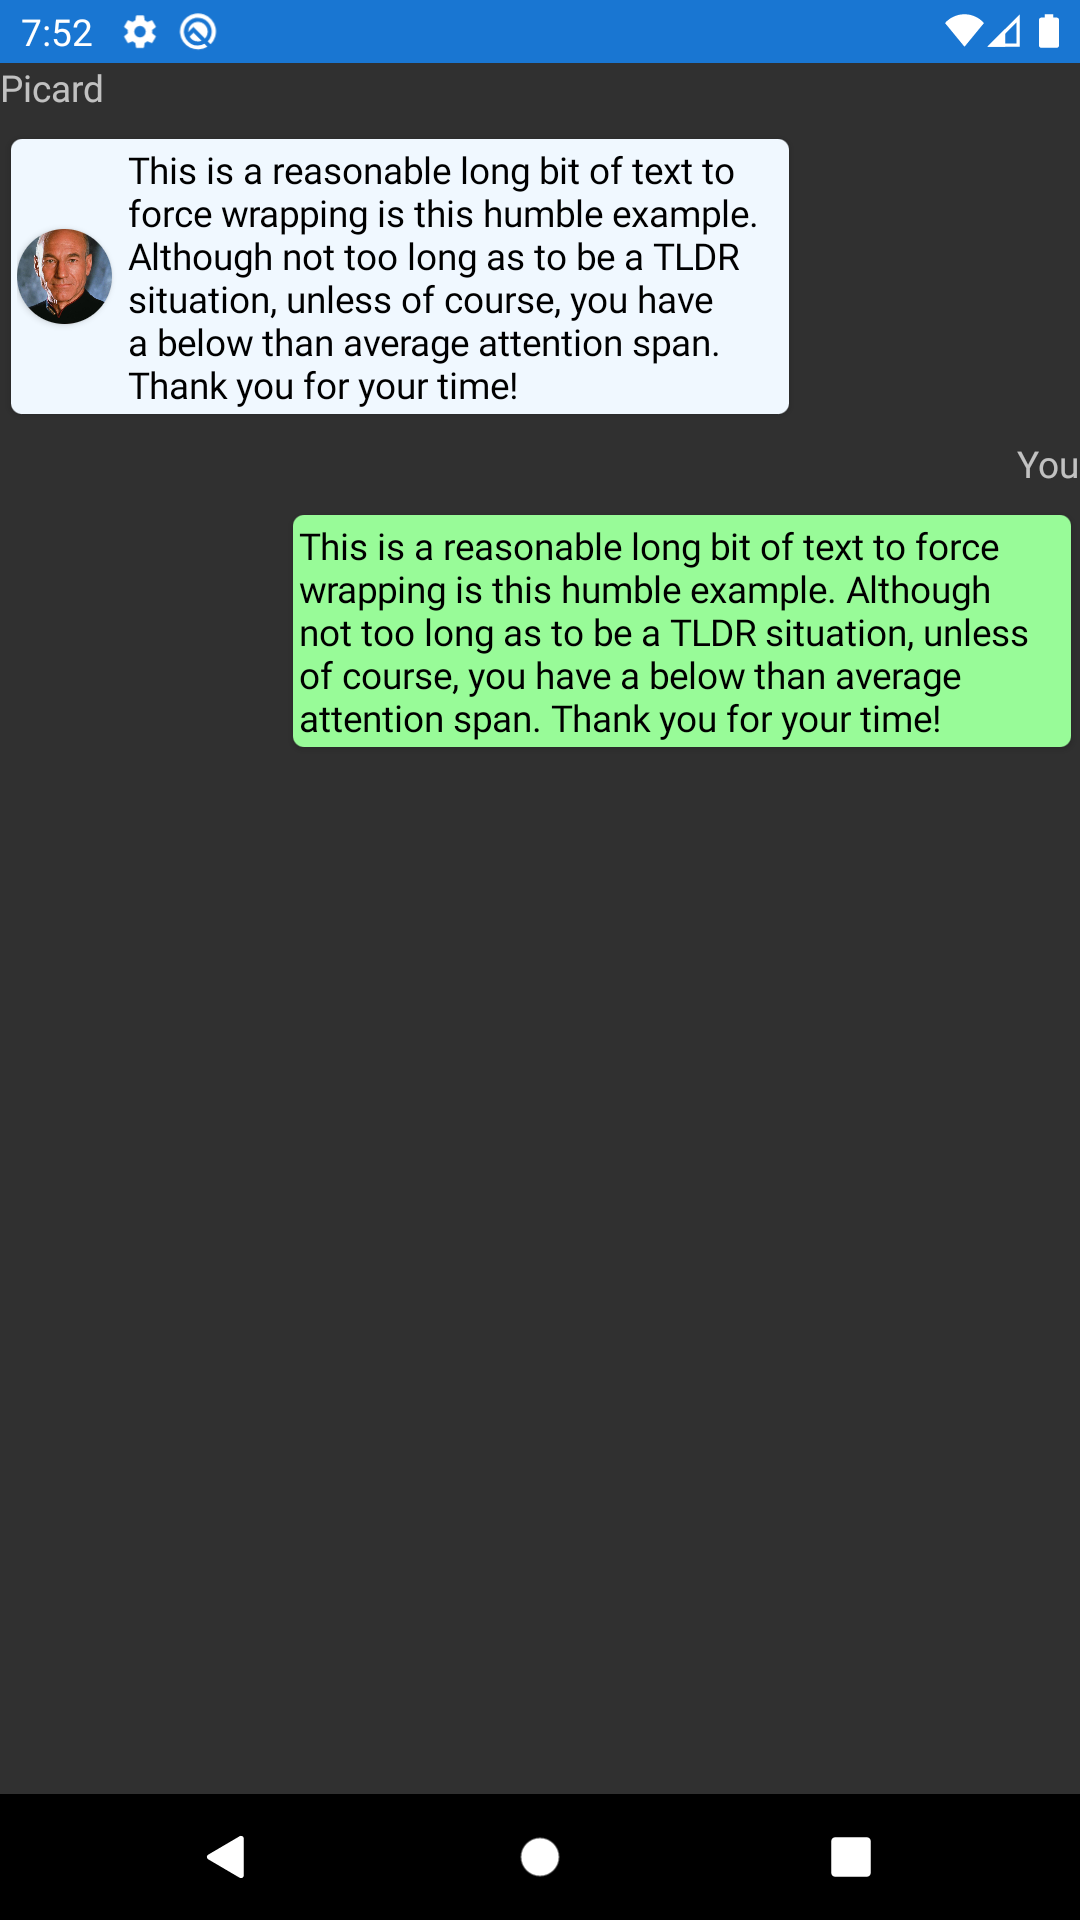 7:52
Picard
This is a reasonable long bit of text to
force wrapping is this humble example.
Although not too long as to be a TLDR
situation, unless of course, you have
a below than average attention span.
Thank you for your time!
You
This is a reasonable long bit of text to force
wrapping is this humble example. Although
not too long as to be a TLDR situation, unless
of course, you have a below than average
attention span. Thank you for your time!